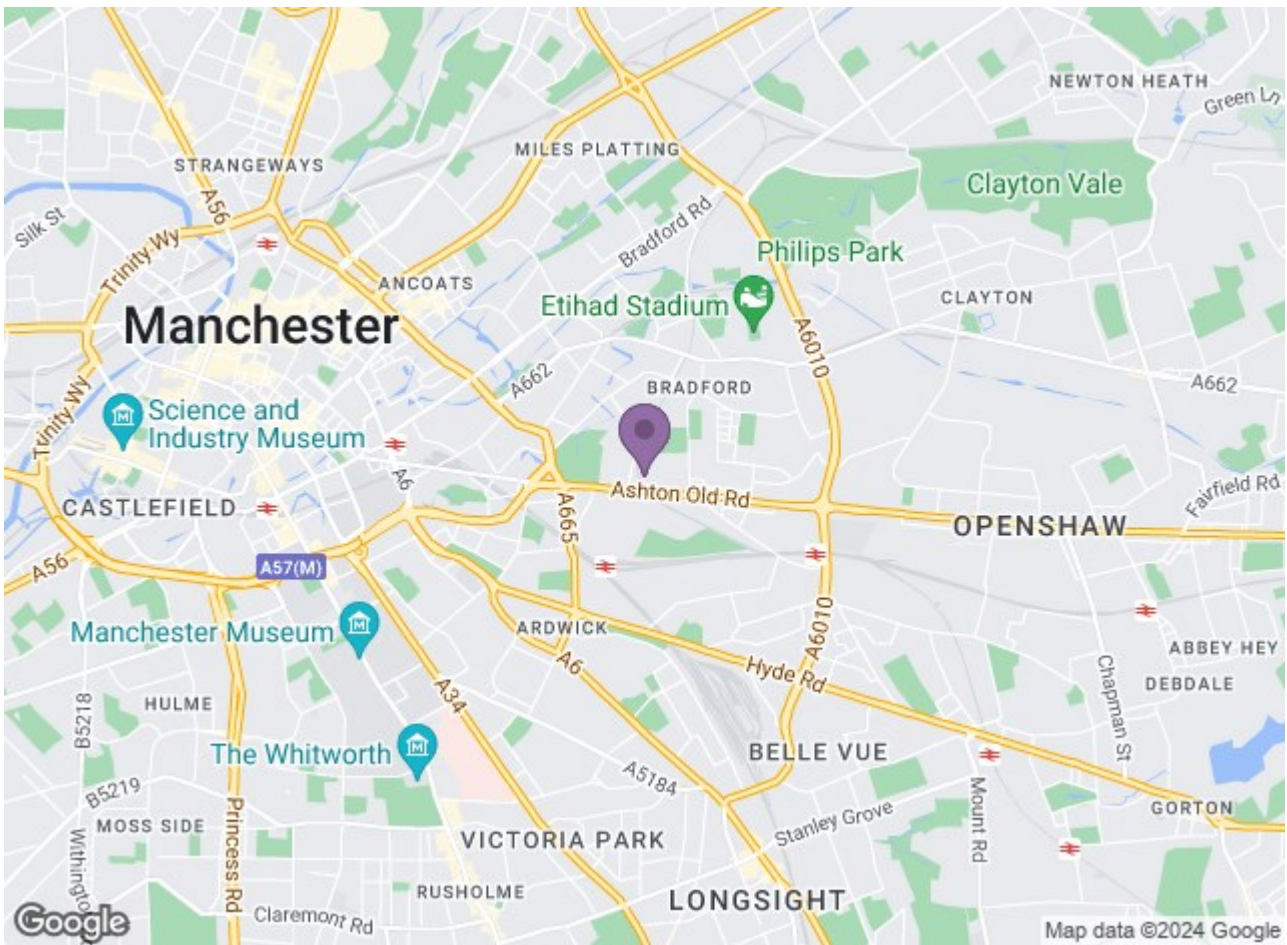 NEWTON HEATH
Green Ln
MILES PLATTING
STRANGEWAYS
A56
Clayton Vale
Silk St
Trinity Wy
Bradford Rd
Philips Park
ANCOATS
Etihad Stadium
CLAYTON
Manchester
A6010
A662
BRADFORD
A662
Trinity Wy
Science and
Industry Museum
A6
Ashton Old Rd
Fairfield Rd
CASTLEFIELD
A665
OPENSHAW
A56
A57(M)
Manchester Museum
ARDWICK
A6010
ABBEY HEY
A6
Hyde Rd
DEBDALE
Chapman St
B5218
HULME
A34
The Whitworth
BELLE VUE
A5184
B5219
Princess Rd
MOSS SIDE
Stanley Grove
Mount Rd
GORTON
VICTORIA PARK
Withington
RUSHOLME
LONGSIGHT
Claremont Rd
Google
Map data ©2024 Google